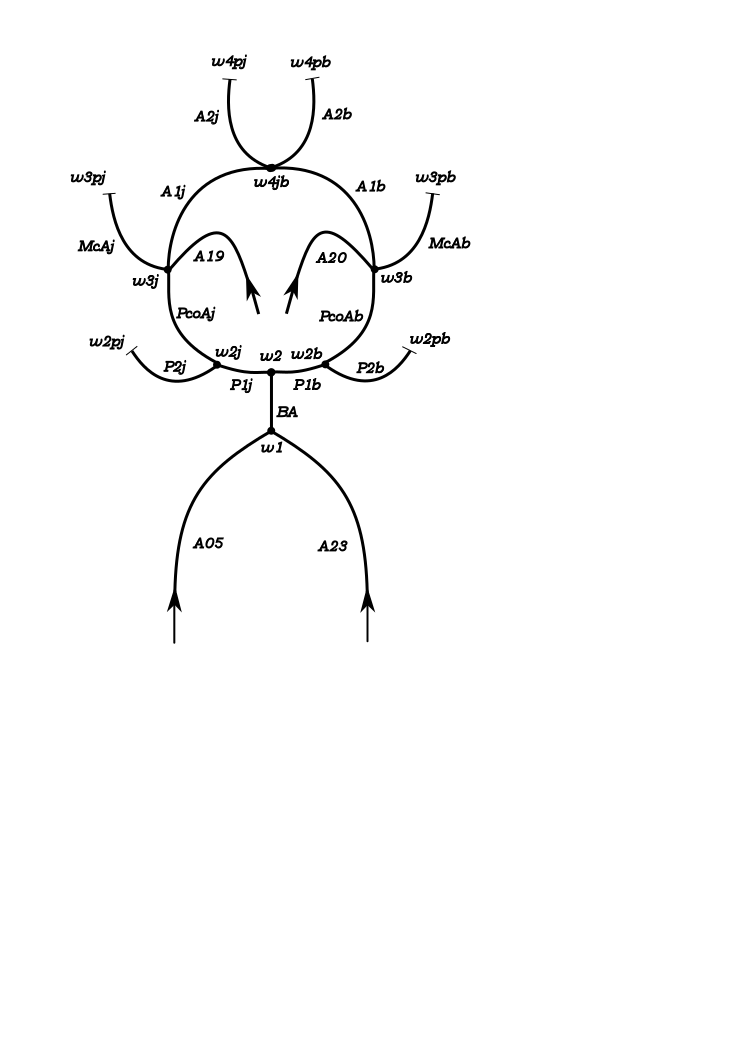 w4pj w4pb
A2j A2b
w3pj A1j w4jb A1b w3pb
McAj A19 A20 McAb
w3j w3b
PcoAj PcoAb
w2pj w2j w2 w2b w2pb
P2j P1j P1b P2b
BA
w1
A05 A23